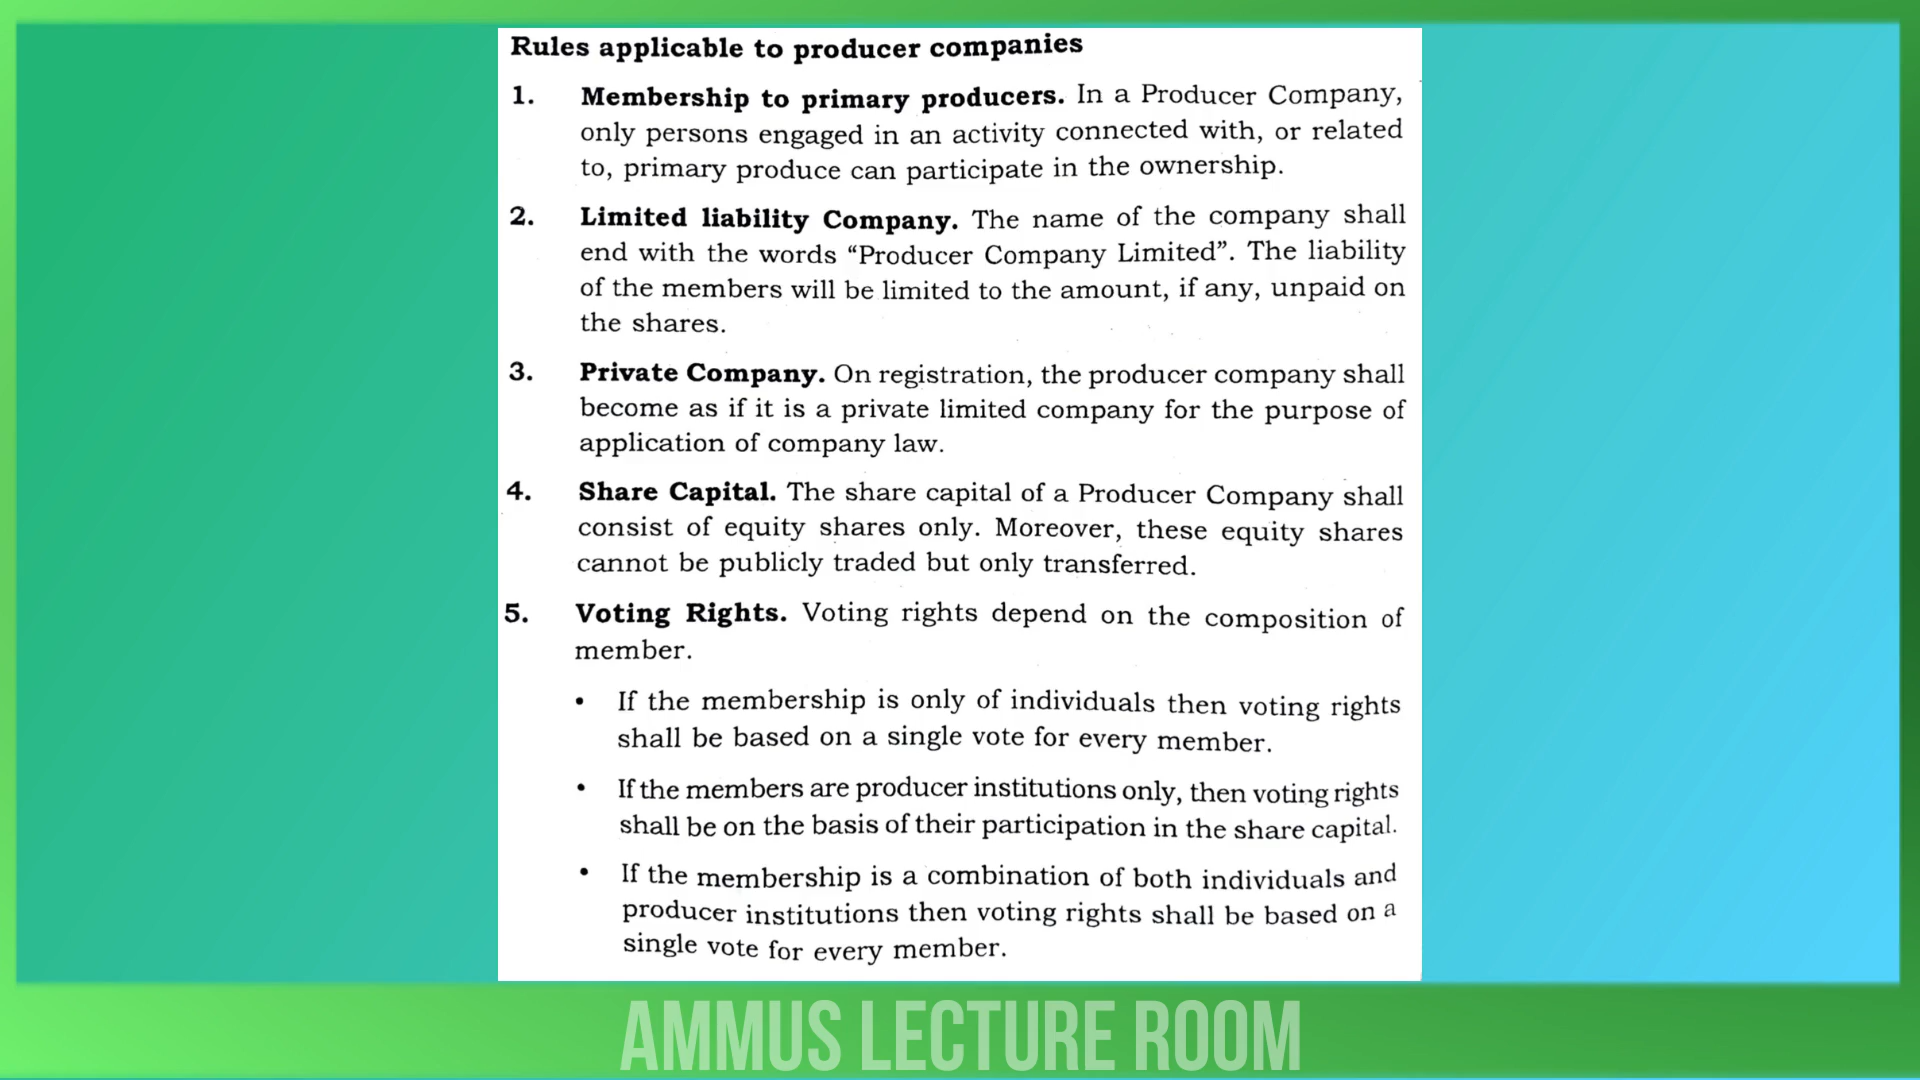 Rules applicable to producer companies
1. Membership to primary producers. In a Producer Company,
only persons engaged in an activity connected with, or related
to, primary produce can participate in the ownership.
2. Limited liability Company. The name of the company shall
end with the words “Producer Company Limited”. The liability
of the members will be limited to the amount, if any, unpaid on
the shares.
3. Private Company. On registration, the producer company shall
become as if it is a private limited company for the purpose of
application of company law.
4. Share Capital. The share capital of a Producer Company shall
consist of equity shares only. Moreover, these equity shares
cannot be publicly traded but only transferred.
5. Voting Rights. Voting rights depend on the composition of
member.
• If the membership is only of individuals then voting rights
shall be based on a single vote for every member.
• If the members are producer institutions only, then voting rights
shall be on the basis of their participation in the share capital.
• If the membership is a combination of both individuals and
producer institutions then voting rights shall be based on a
single vote for every member.
AMMUS LECTURE ROOM